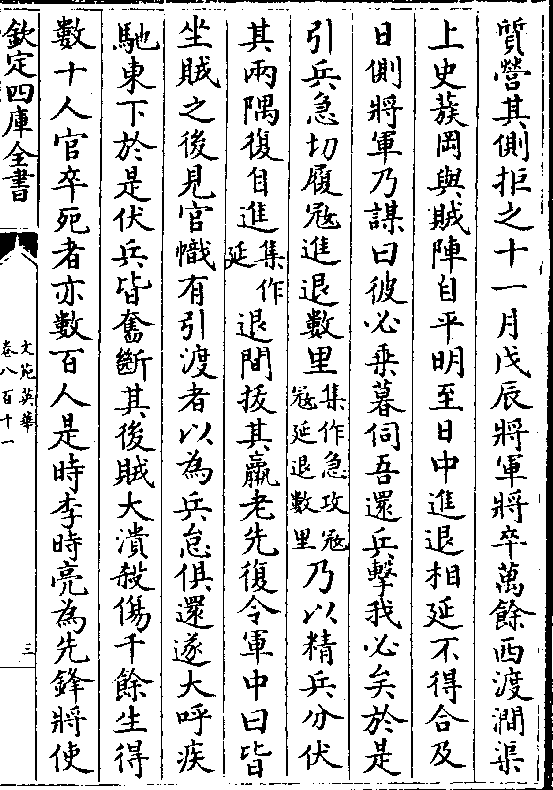 質營其側拒之十一月戊辰將軍將卒萬餘西渡澗渠
上史蔟岡與賊陣自平明至日中進退相延不得合及
日側將軍乃謀曰彼必乘暮伺吾還兵擊我必矣於是
引兵急切履冦進退數里集作急攻冦冦延退數里乃以精兵分伏
其兩隅復自進集作延退間拔其羸老先復令軍中曰皆
坐賊之後見官幟有引渡者以為兵怠俱還遂大呼疾
馳東下於是伏兵皆奮斷其後賊大潰殺傷千餘生得
數十人官卒死者亦數百人是時李時亮為先鋒將使
欽定四庫全書
文苑英華
卷八百十一
三